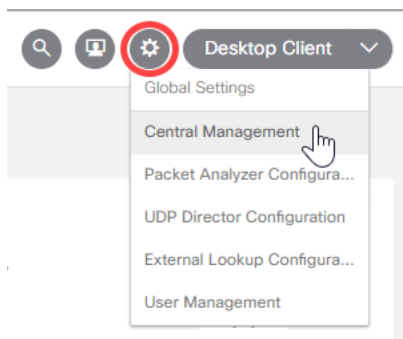 Desktop Client
Global Settings
Central Management
Packet Analyzer Configura...
UDP Director Configuration
External Lookup Configura...
User Management